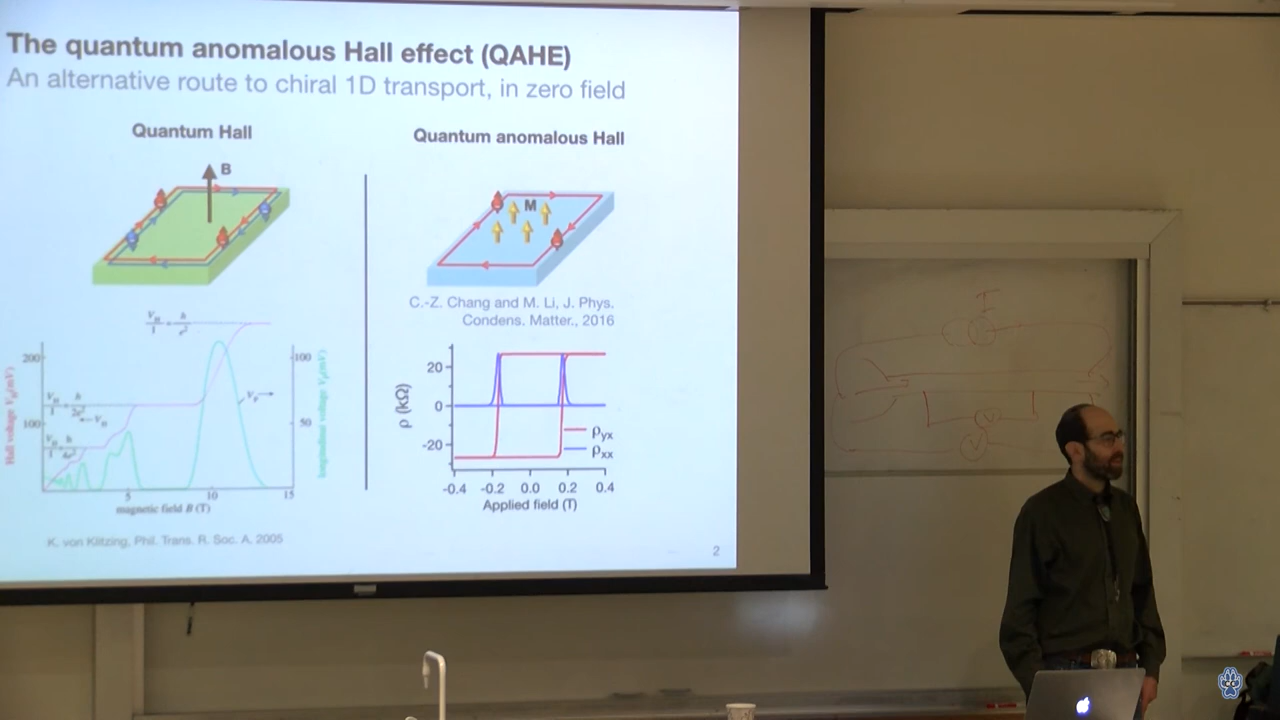 The quantum anomalous Hall effect (QAHE)
An alternative route to chiral 1D transport, in zero field
Quantum Hall
B
Quantum anomalous Hall
M
C.-Z. Chang and M. Li, J. Phys.
Condens. Matter., 2016
200
100
Hall voltage V_H (mV)
100
50
5
10
15
magnetic field B (T)
K. von Klitzing, Phil. Trans. R. Soc. A. 2005
20
0
-20
ρ (kΩ)
ρyx
ρxx
-0.4 -0.2 0.0 0.2 0.4
Applied field (T)
2
I
V
V